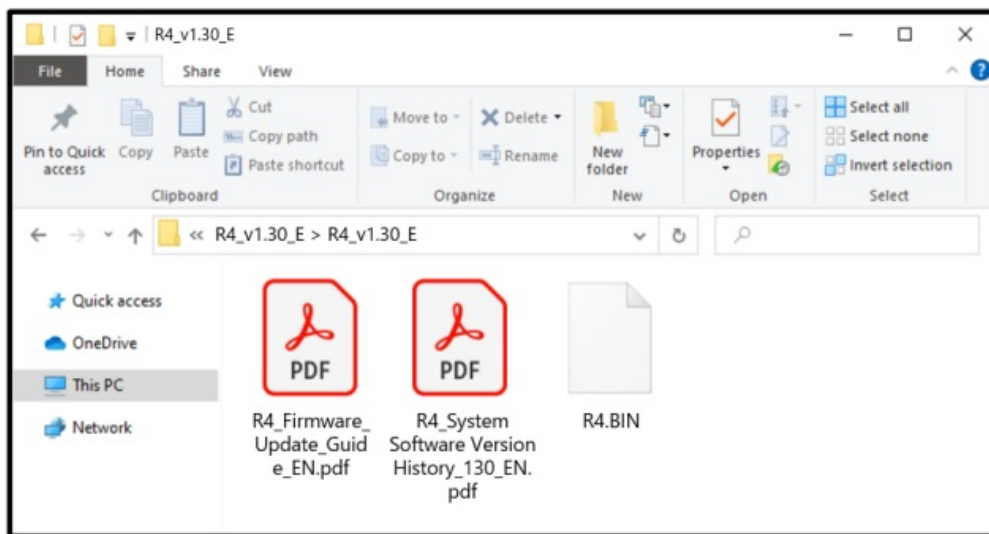 R4_v1.30_E
File Home Share View
Pin to Quick access
Copy
Paste
Cut
Copy path
Paste shortcut
Clipboard
Move to
Copy to
Delete
Rename
Organize
New folder
New
Properties
Open
Select all
Select none
Invert selection
Select
« R4_v1.30_E > R4_v1.30_E
Quick access
OneDrive
This PC
Network
PDF
R4_Firmware_
Update_Guid
e_EN.pdf
PDF
R4_System
Software Version
History_130_EN.
pdf
R4.BIN